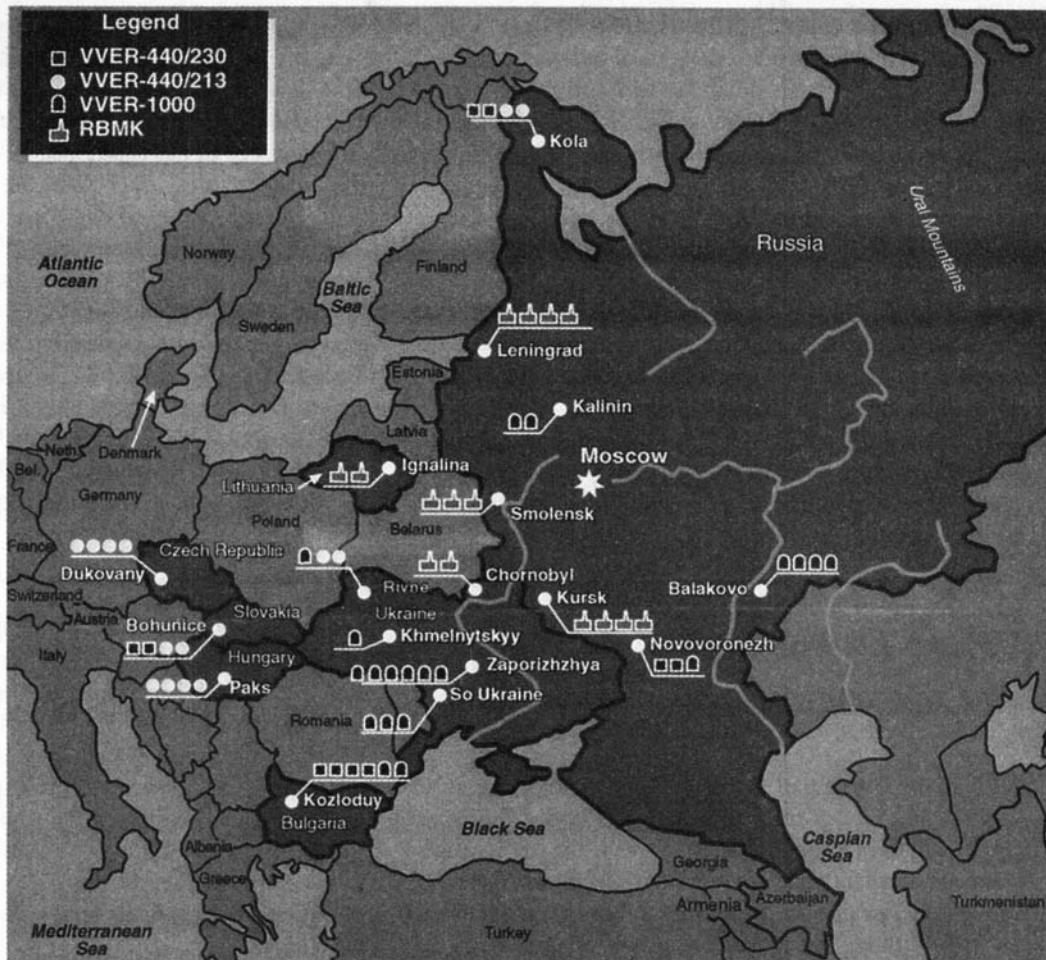 Legend
VVER-440/230
VVER-440/213
VVER-1000
RBMK
Kola
Ural Mountains
Russia
Norway
Finland
Atlantic
Ocean
Baltic
Sea
Sweden
Leningrad
Estonia
Kalinin
Latvia
Moscow
Neth.
Denmark
Bel.
Ignalina
Lithuania
Germany
Smolensk
Poland
Belarus
France
Czech Republic
Dukovany
Chornobyl
Rivne
Kursk
Balakovo
Switzerland
Slovakia
Ukraine
Austria
Bohunice
Khmelnytskyy
Novovoronezh
Italy
Hungary
Zaporizhzhya
Paks
So Ukraine
Romania
Kozloduy
Bulgaria
Black Sea
Caspian
Sea
Albania
Georgia
Greece
Armenia
Azerbaijan
Turkmenistan
Mediterranean
Sea
Turkey